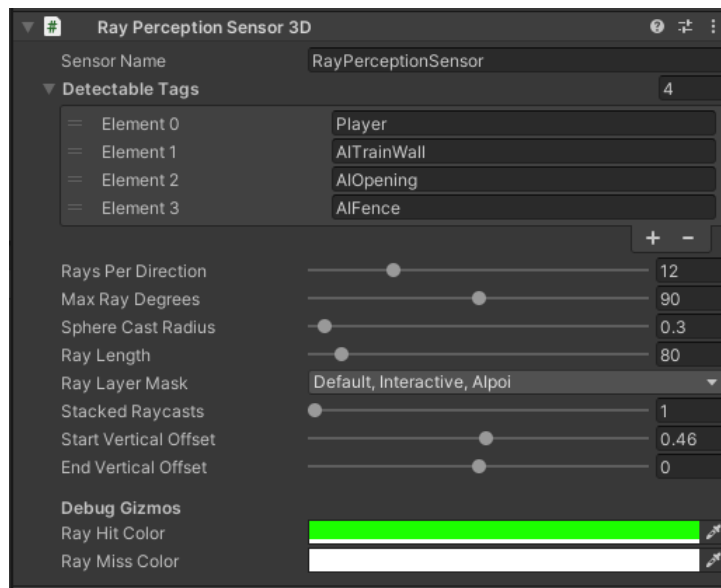 Ray Perception Sensor 3D
Sensor Name RayPerceptionSensor
Detectable Tags 4
Element 0 Player
Element 1 AITrainWall
Element 2 AIOpening
Element 3 AIFence
+ −
Rays Per Direction 12
Max Ray Degrees 90
Sphere Cast Radius 0.3
Ray Length 80
Ray Layer Mask Default, Interactive, AIpoi
Stacked Raycasts 1
Start Vertical Offset 0.46
End Vertical Offset 0
Debug Gizmos
Ray Hit Color
Ray Miss Color